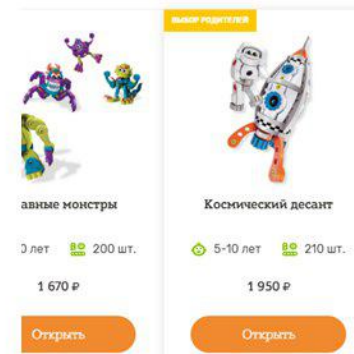 ВЫБОР РОДИТЕЛЕЙ
авные монстры
Космический десант
0 лет 200 шт.
5-10 лет 210 шт.
1 670 ₽
1 950 ₽
Открыть
Открыть